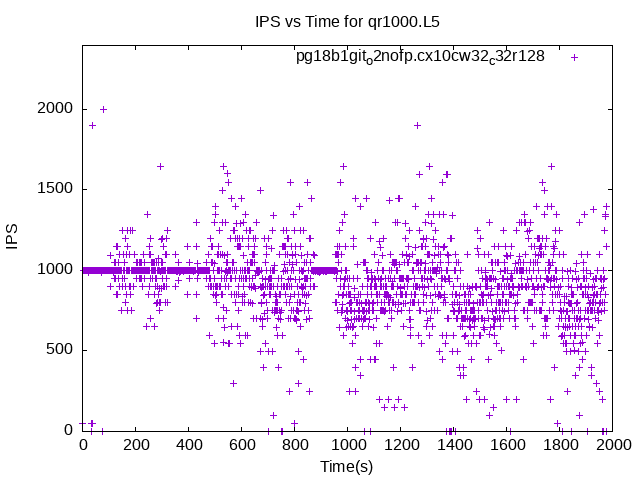 IPS vs Time for qr1000.L5
pg18b1git_o2nofp.cx10cw32_c32r128
2000
1500
1000
500
0
IPS
0 200 400 600 800 1000 1200 1400 1600 1800 2000
Time(s)